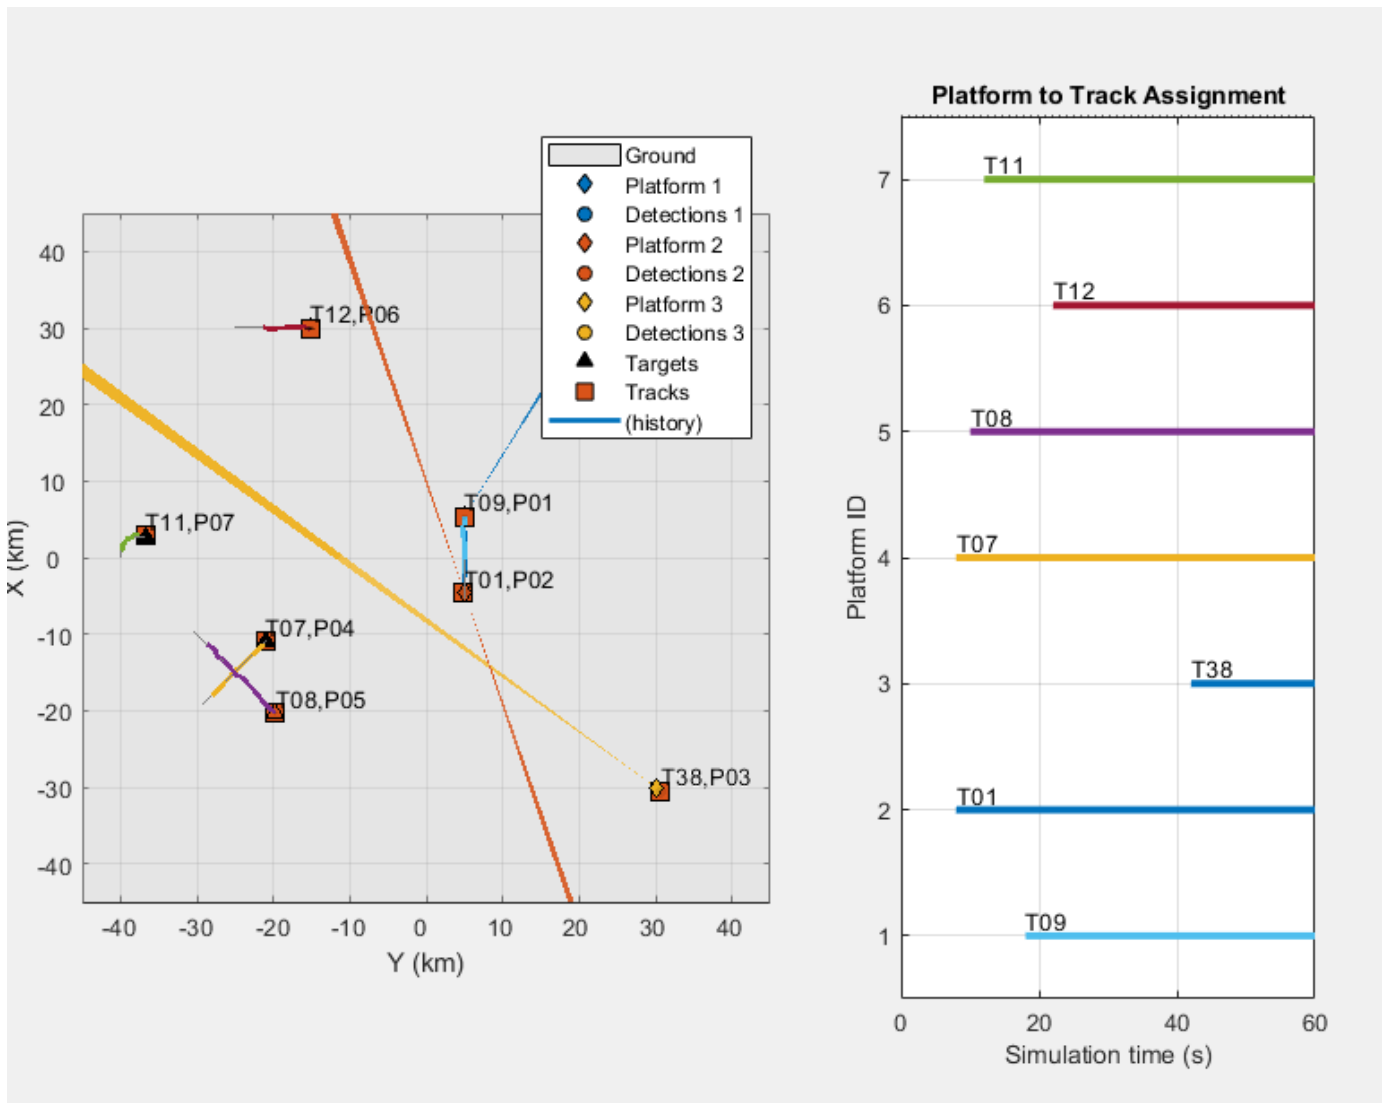 Ground
Platform 1
Detections 1
Platform 2
Detections 2
Platform 3
Detections 3
Targets
Tracks
(history)
40
30
20
10
0
-10
-20
-30
-40
X (km)
T12,P06
T09,P01
T11,P07
T01,P02
T07,P04
T08,P05
T38,P03
-40
-30
-20
-10
0
10
20
30
40
Y (km)
Platform to Track Assignment
7
6
5
4
3
2
1
Platform ID
T11
T12
T08
T07
T38
T01
T09
0
20
40
60
Simulation time (s)